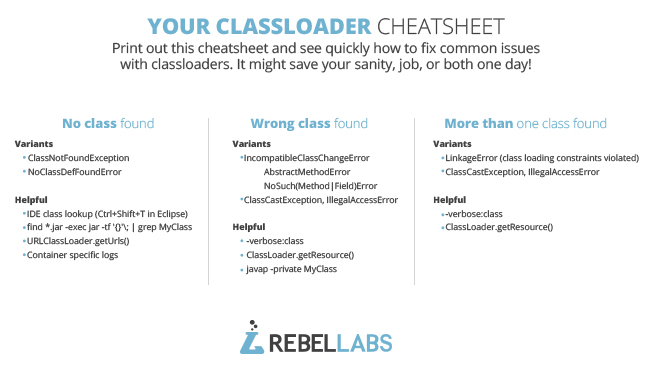 YOUR CLASSLOADER CHEATSHEET
Print out this cheatsheet and see quickly how to fix common issues
with classloaders. It might save your sanity, job, or both one day!
No class found
Variants
•ClassNotFoundException
•NoClassDefFoundError
Helpful
•IDE class lookup (Ctrl+Shift+T in Eclipse)
•find *.jar -exec jar -tf '{}'\; | grep MyClass
•URLClassLoader.getUrls()
•Container specific logs
Wrong class found
Variants
•IncompatibleClassChangeError
AbstractMethodError
NoSuch(Method|Field)Error
•ClassCastException, IllegalAccessError
Helpful
• -verbose:class
• ClassLoader.getResource()
• javap -private MyClass
More than one class found
Variants
•LinkageError (class loading constraints violated)
•ClassCastException, IllegalAccessError
Helpful
•-verbose:class
•ClassLoader.getResource()
REBELLABS